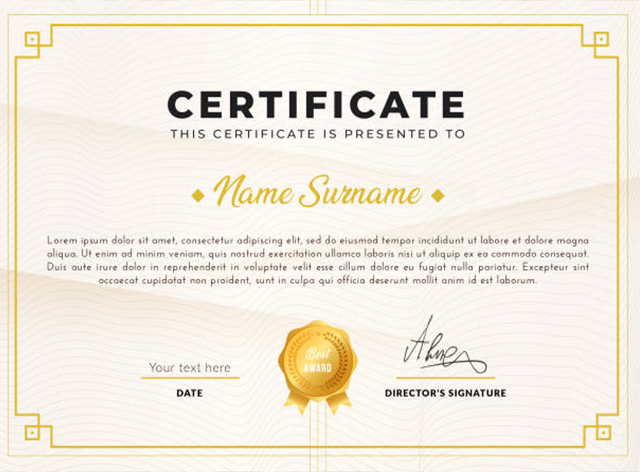 CERTIFICATE
THIS CERTIFICATE IS PRESENTED TO
Name Surname
Lorem ipsum dolor sit amet, consectetur adipiscing elit, sed do eiusmod tempor incididunt ut labore et dolore magna
aliqua. Ut enim ad minim veniam, quis nostrud exercitation ullamco laboris nisi ut aliquip ex ea commodo consequat.
Duis aute irure dolor in reprehenderit in voluptate velit esse cillum dolore eu fugiat nulla pariatur. Excepteur sint
occaecat cupidatat non proident, sunt in culpa qui officia deserunt mollit anim id est laborum.
Best
AWARD
Your text here
DATE
DIRECTOR'S SIGNATURE